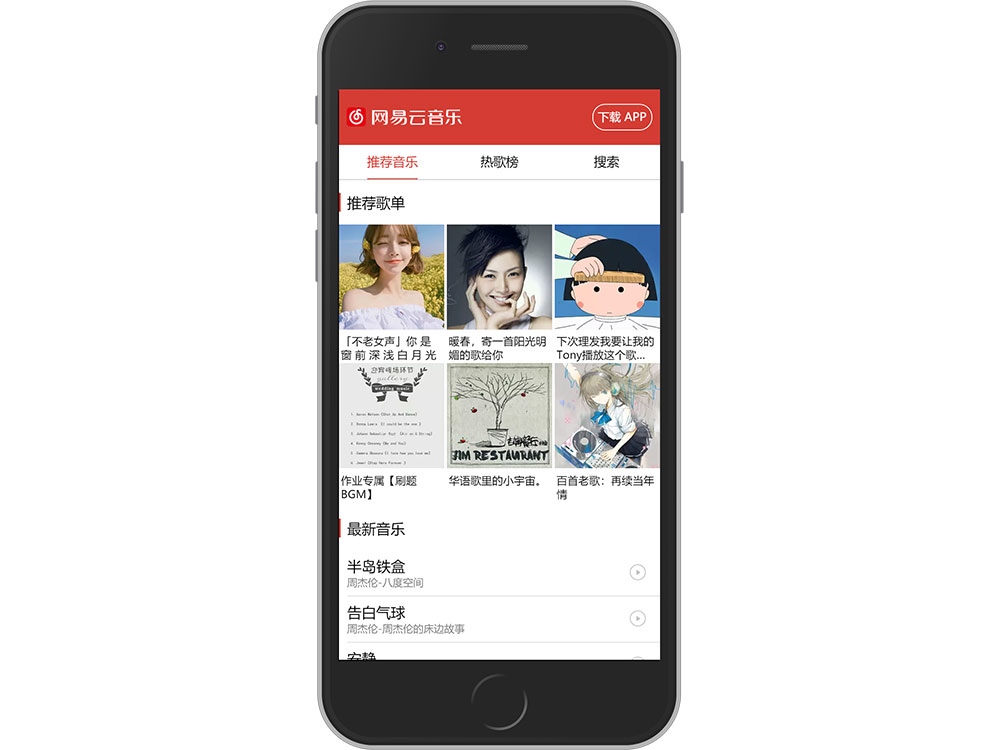 网易云音乐
下载 APP
推荐音乐
热歌榜
搜索
推荐歌单
「不老女声」你 是
窗 前 深 浅 白 月 光
暖春，寄一首阳光明
媚的歌给你
下次理发我要让我的
Tony播放这个歌...
gallery
wedding music
JIM RESTAURANT
作业专属【刷题
BGM】
华语歌里的小宇宙。
百首老歌：再续当年
情
最新音乐
半岛铁盒
周杰伦-八度空间
告白气球
周杰伦-周杰伦的床边故事
安静